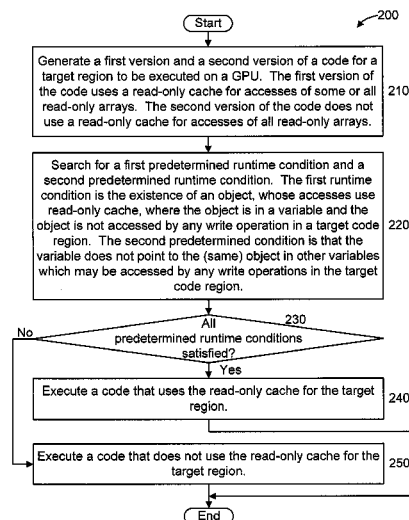 Start
200
Generate a first version and a second version of a code for a
target region to be executed on a GPU. The first version of
the code uses a read-only cache for accesses of some or all
read-only arrays. The second version of the code does not
use a read-only cache for accesses of all read-only arrays.
210
Search for a first predetermined runtime condition and a
second predetermined runtime condition. The first runtime
condition is the existence of an object, whose accesses use
read-only cache, where the object is in a variable and the
object is not accessed by any write operation in a target code
region. The second predetermined condition is that the
variable does not point to the (same) object in other variables
which may be accessed by any write operations in the target
code region.
220
No
All
230
predetermined runtime conditions
satisfied?
Yes
Execute a code that uses the read-only cache for the target
region.
240
Execute a code that does not use the read-only cache for the
target region.
250
End